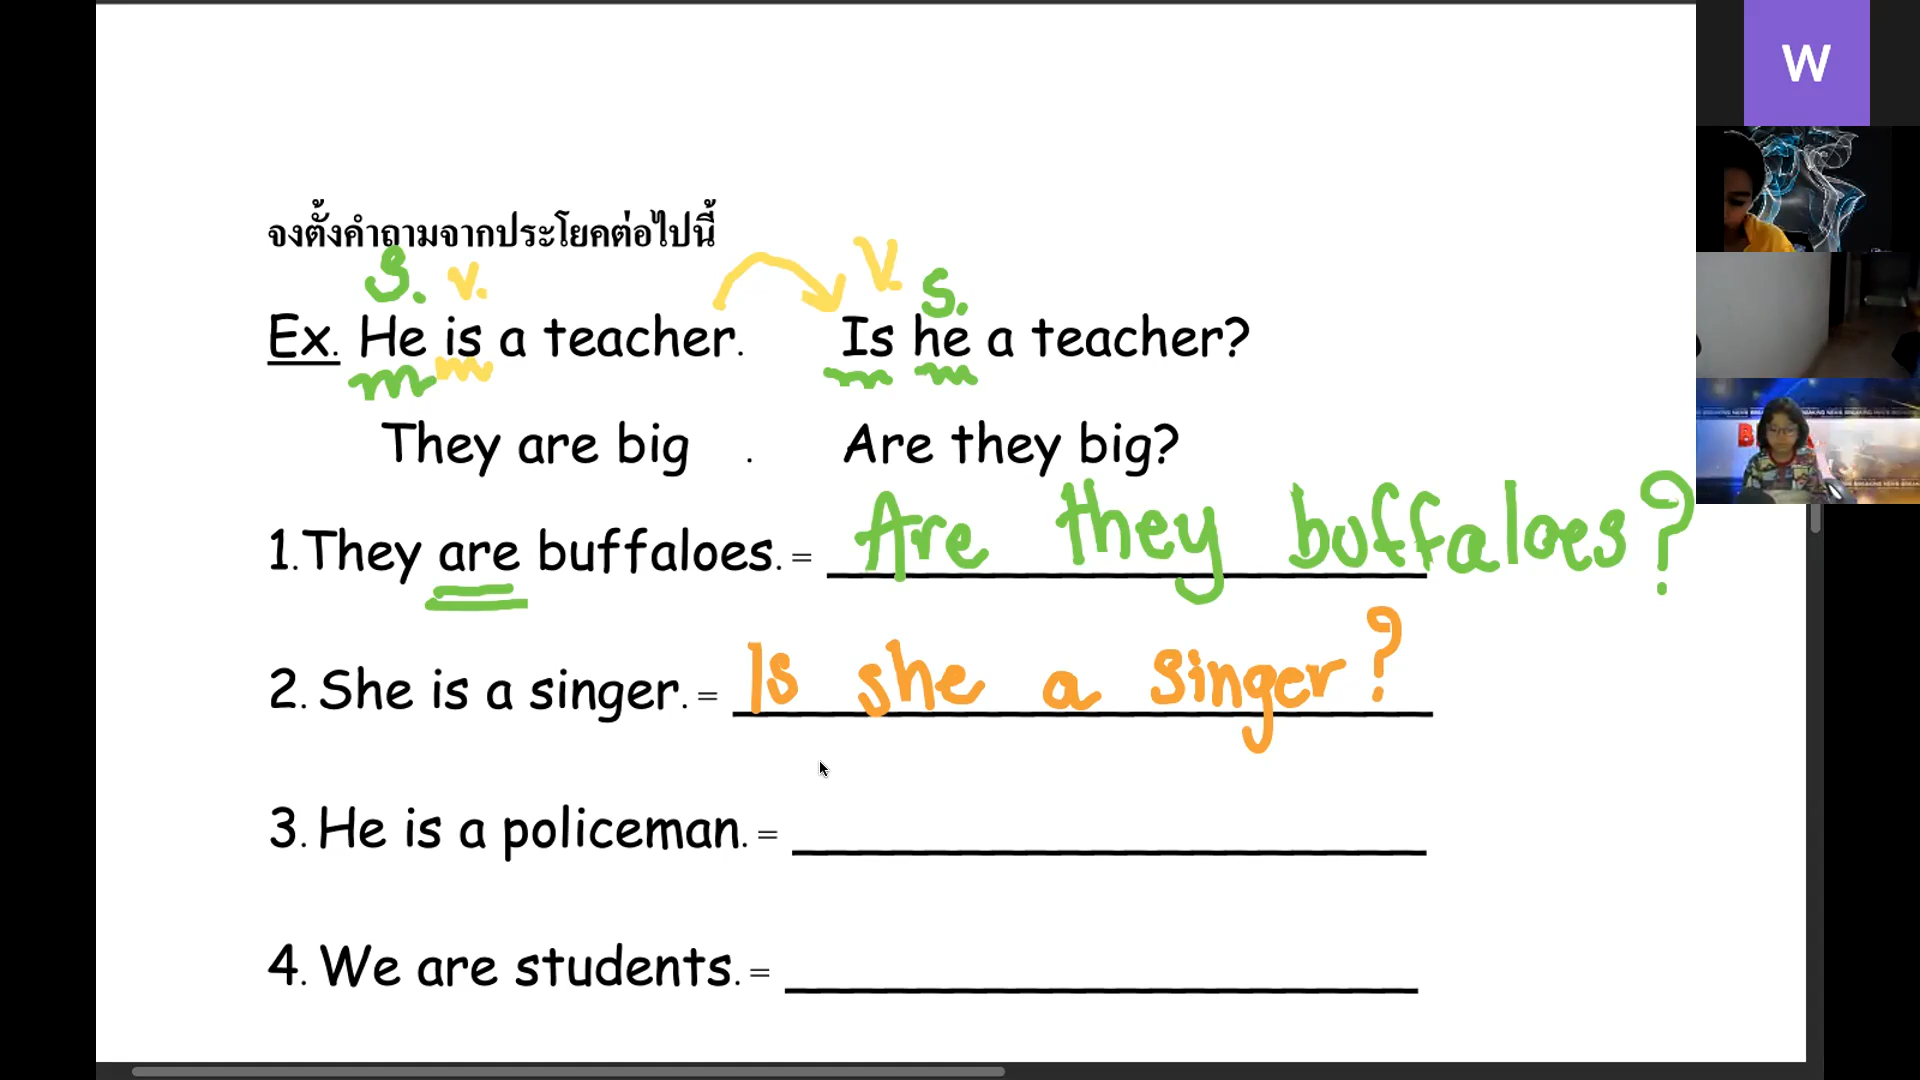 W
จงตั้งคำถามจากประโยคต่อไปนี้
S. v. V. S.
Ex. He is a teacher. Is he a teacher?
They are big . Are they big?
1.They are buffaloes. = Are they buffaloes?
2. She is a singer. = Is she a singer?
3. He is a policeman. = ____________________
4. We are students. = ____________________